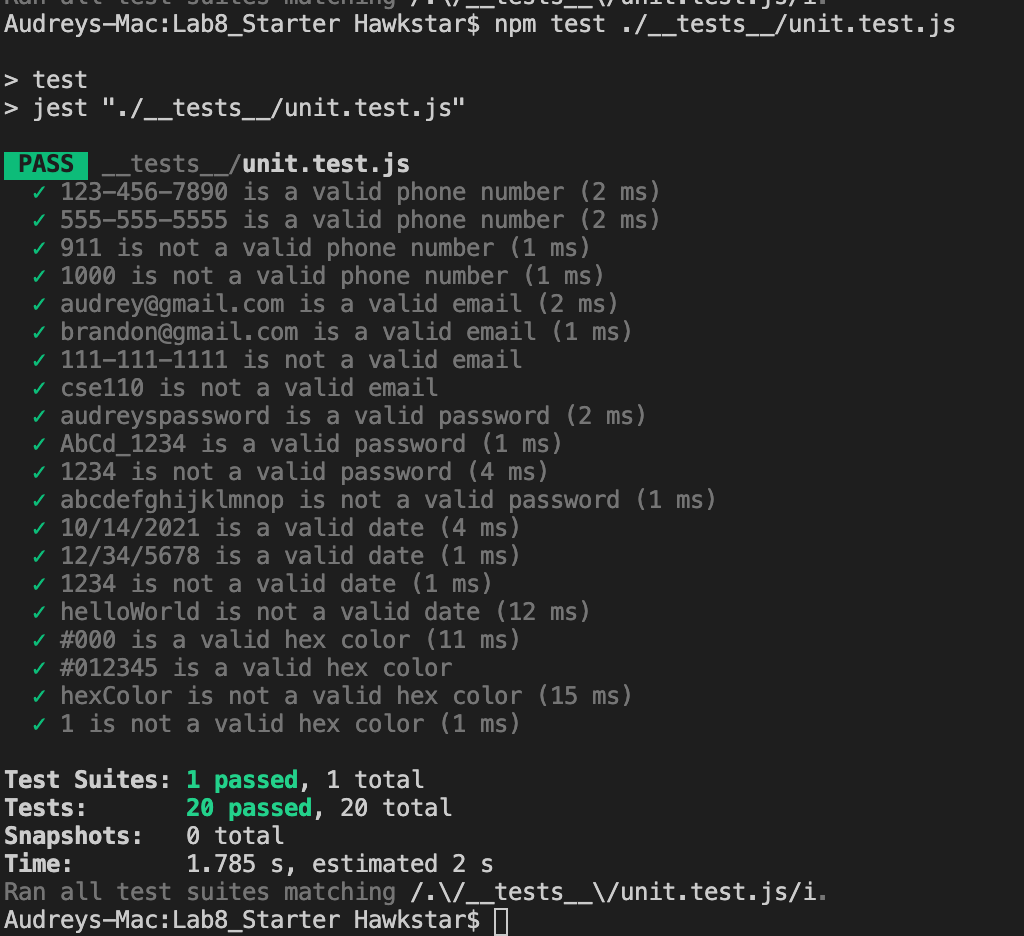 Ran all test suites matching /.\/__tests__\/unit.test.js/i.
Audreys-Mac:Lab8_Starter Hawkstar$ npm test ./__tests__/unit.test.js
> test
> jest "./__tests__/unit.test.js"
PASS __tests__/unit.test.js
✓ 123-456-7890 is a valid phone number (2 ms)
✓ 555-555-5555 is a valid phone number (2 ms)
✓ 911 is not a valid phone number (1 ms)
✓ 1000 is not a valid phone number (1 ms)
✓ audrey@gmail.com is a valid email (2 ms)
✓ brandon@gmail.com is a valid email (1 ms)
✓ 111-111-1111 is not a valid email
✓ cse110 is not a valid email
✓ audreyspassword is a valid password (2 ms)
✓ AbCd_1234 is a valid password (1 ms)
✓ 1234 is not a valid password (4 ms)
✓ abcdefghijklmnop is not a valid password (1 ms)
✓ 10/14/2021 is a valid date (4 ms)
✓ 12/34/5678 is a valid date (1 ms)
✓ 1234 is not a valid date (1 ms)
✓ helloWorld is not a valid date (12 ms)
✓ #000 is a valid hex color (11 ms)
✓ #012345 is a valid hex color
✓ hexColor is not a valid hex color (15 ms)
✓ 1 is not a valid hex color (1 ms)
Test Suites: 1 passed, 1 total
Tests: 20 passed, 20 total
Snapshots: 0 total
Time: 1.785 s, estimated 2 s
Ran all test suites matching /.\/__tests__\/unit.test.js/i.
Audreys-Mac:Lab8_Starter Hawkstar$